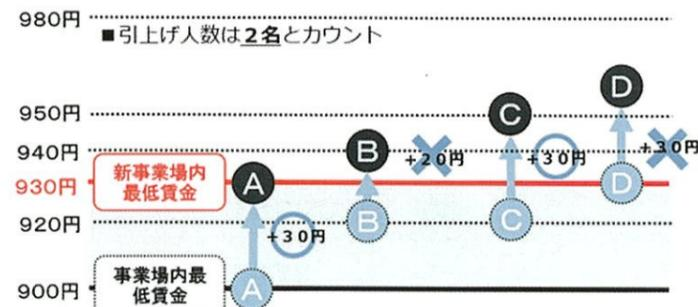 980円
■引上げ人数は2名とカウント
950円
940円
930円
920円
900円
新事業場内
最低賃金
事業場内最
低賃金
A
B
C
D
+30円
+20円
+30円
+30円
A
B
C
D